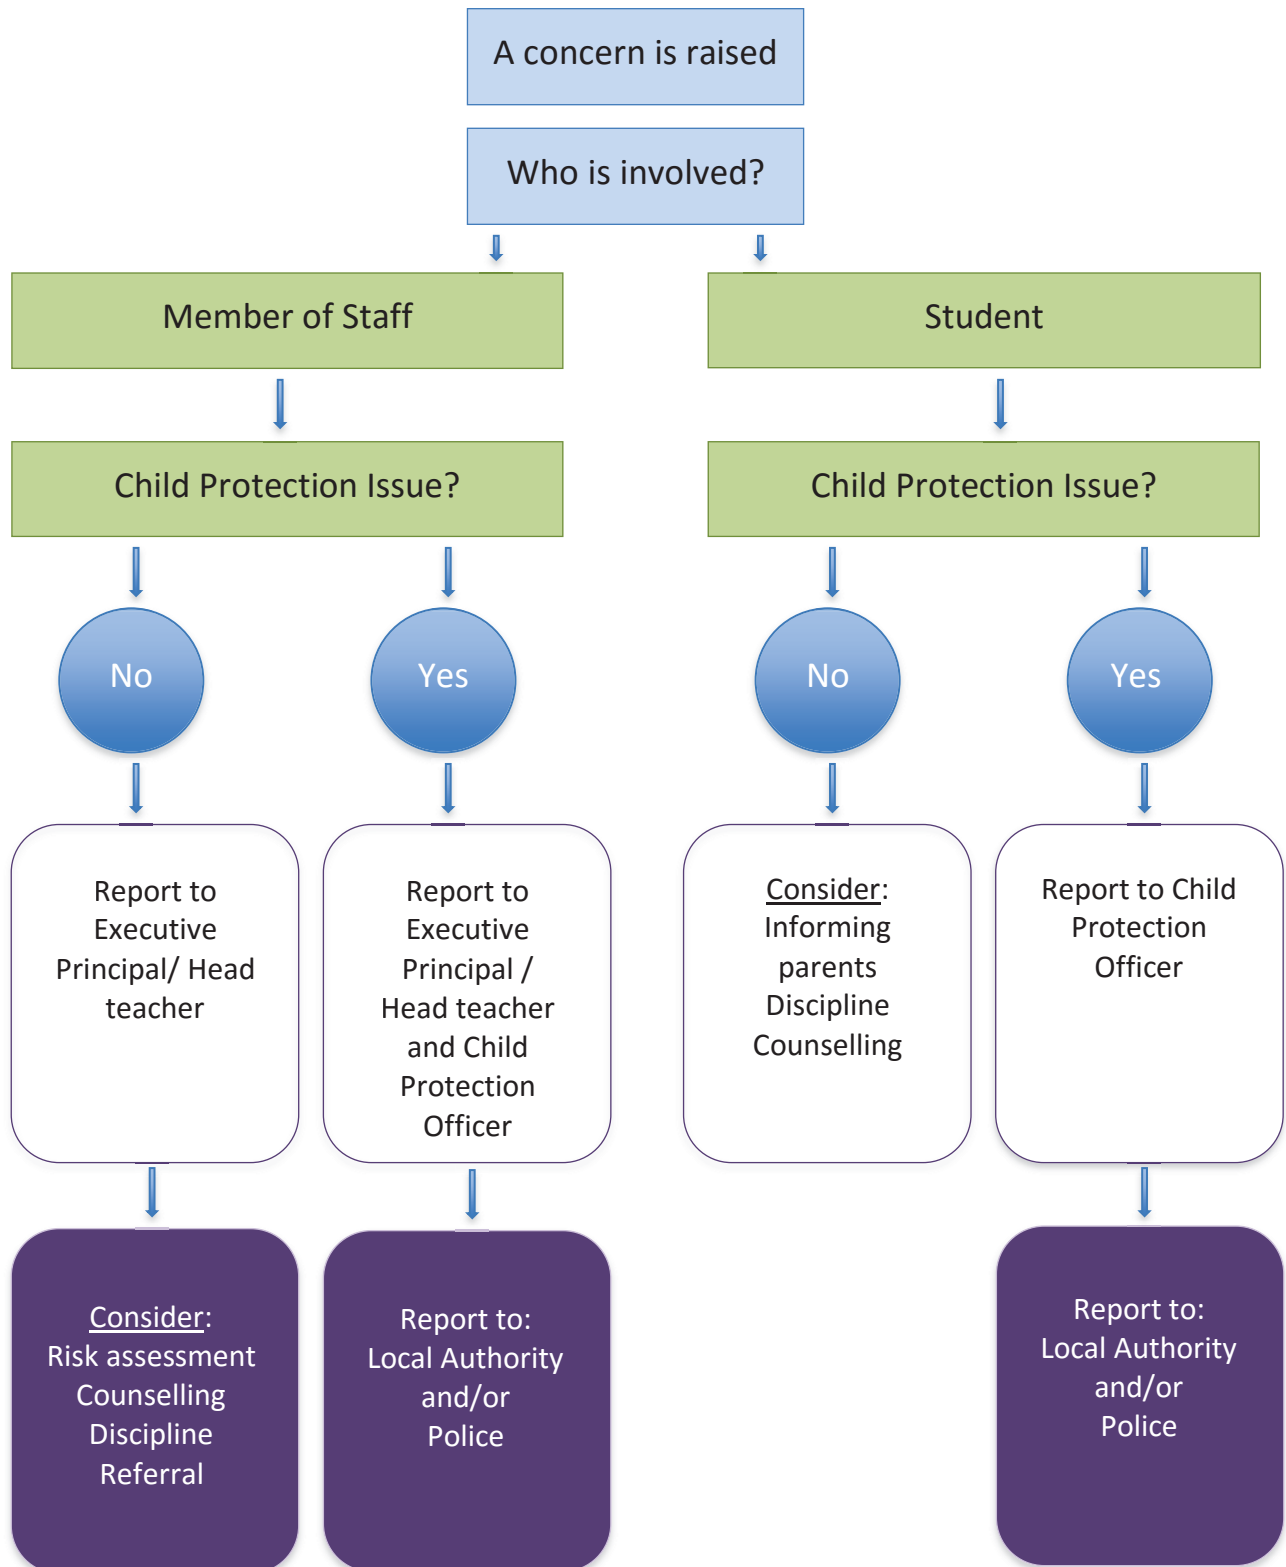 A concern is raised
Who is involved?
Member of Staff
Student
Child Protection Issue?
Child Protection Issue?
No
Yes
No
Yes
Report to
Executive
Principal/ Head
teacher
Report to
Executive
Principal /
Head teacher
and Child
Protection
Officer
Consider:
Informing
parents
Discipline
Counselling
Report to Child
Protection
Officer
Consider:
Risk assessment
Counselling
Discipline
Referral
Report to:
Local Authority
and/or
Police
Report to:
Local Authority
and/or
Police